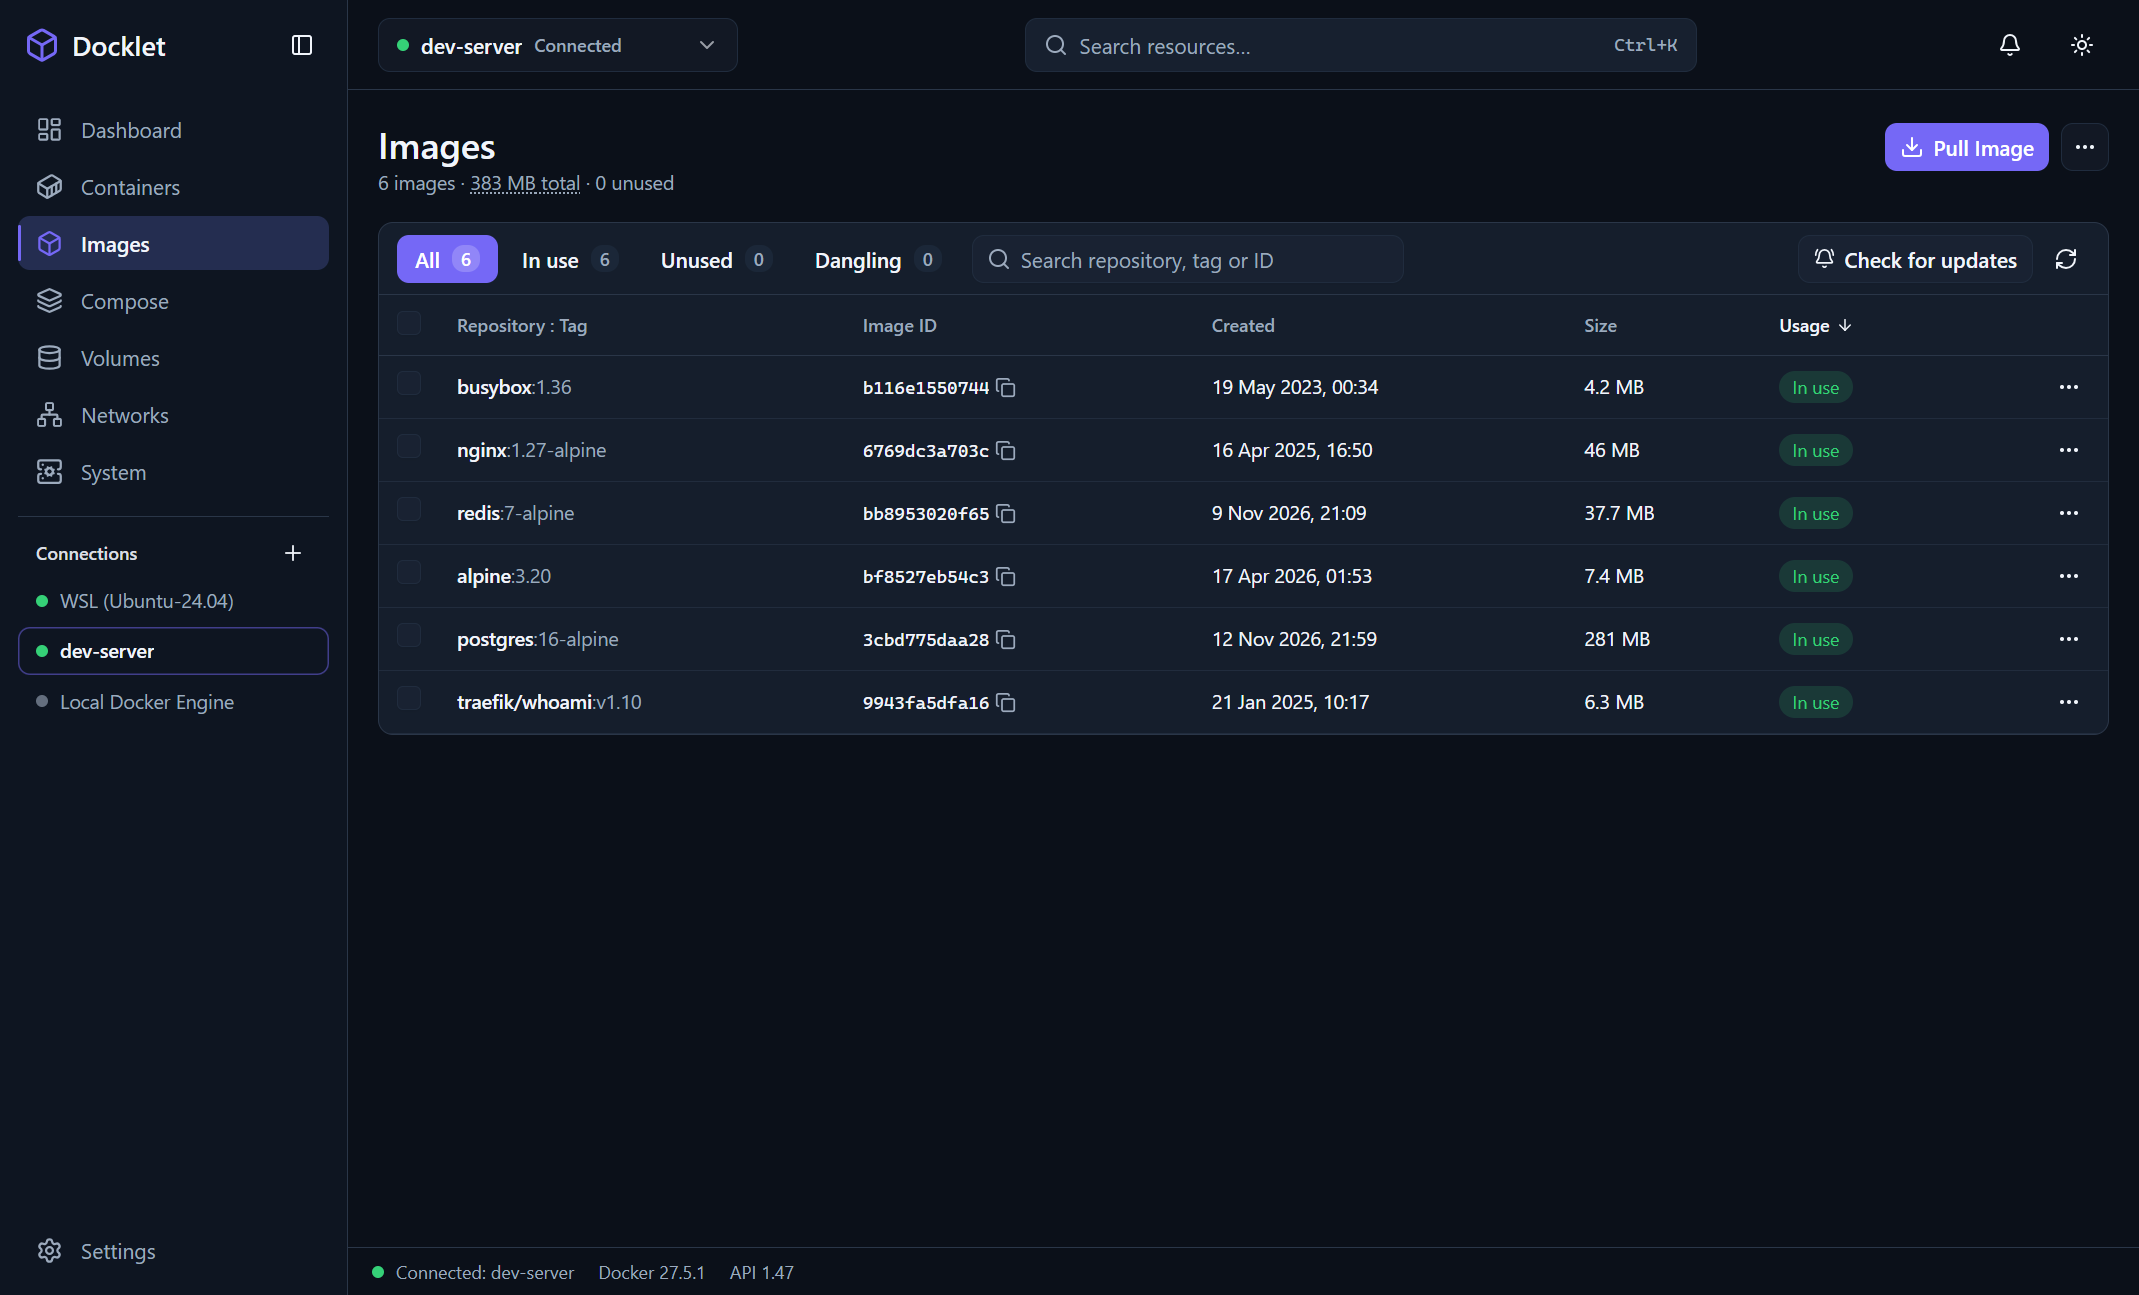 Docklet
dev-server Connected
Search resources... Ctrl+K
Dashboard
Containers
Images
Compose
Volumes
Networks
System
Connections
WSL (Ubuntu-24.04)
dev-server
Local Docker Engine
Settings
Images
6 images · 383 MB total · 0 unused
Pull Image
All 6 In use 6 Unused 0 Dangling 0 Search repository, tag or ID Check for updates
Repository : Tag Image ID Created Size Usage
busybox:1.36 b116e1550744 19 May 2023, 00:34 4.2 MB In use
nginx:1.27-alpine 6769dc3a703c 16 Apr 2025, 16:50 46 MB In use
redis:7-alpine bb8953020f65 9 Nov 2026, 21:09 37.7 MB In use
alpine:3.20 bf8527eb54c3 17 Apr 2026, 01:53 7.4 MB In use
postgres:16-alpine 3cbd775daa28 12 Nov 2026, 21:59 281 MB In use
traefik/whoami:v1.10 9943fa5dfa16 21 Jan 2025, 10:17 6.3 MB In use
Connected: dev-server Docker 27.5.1 API 1.47